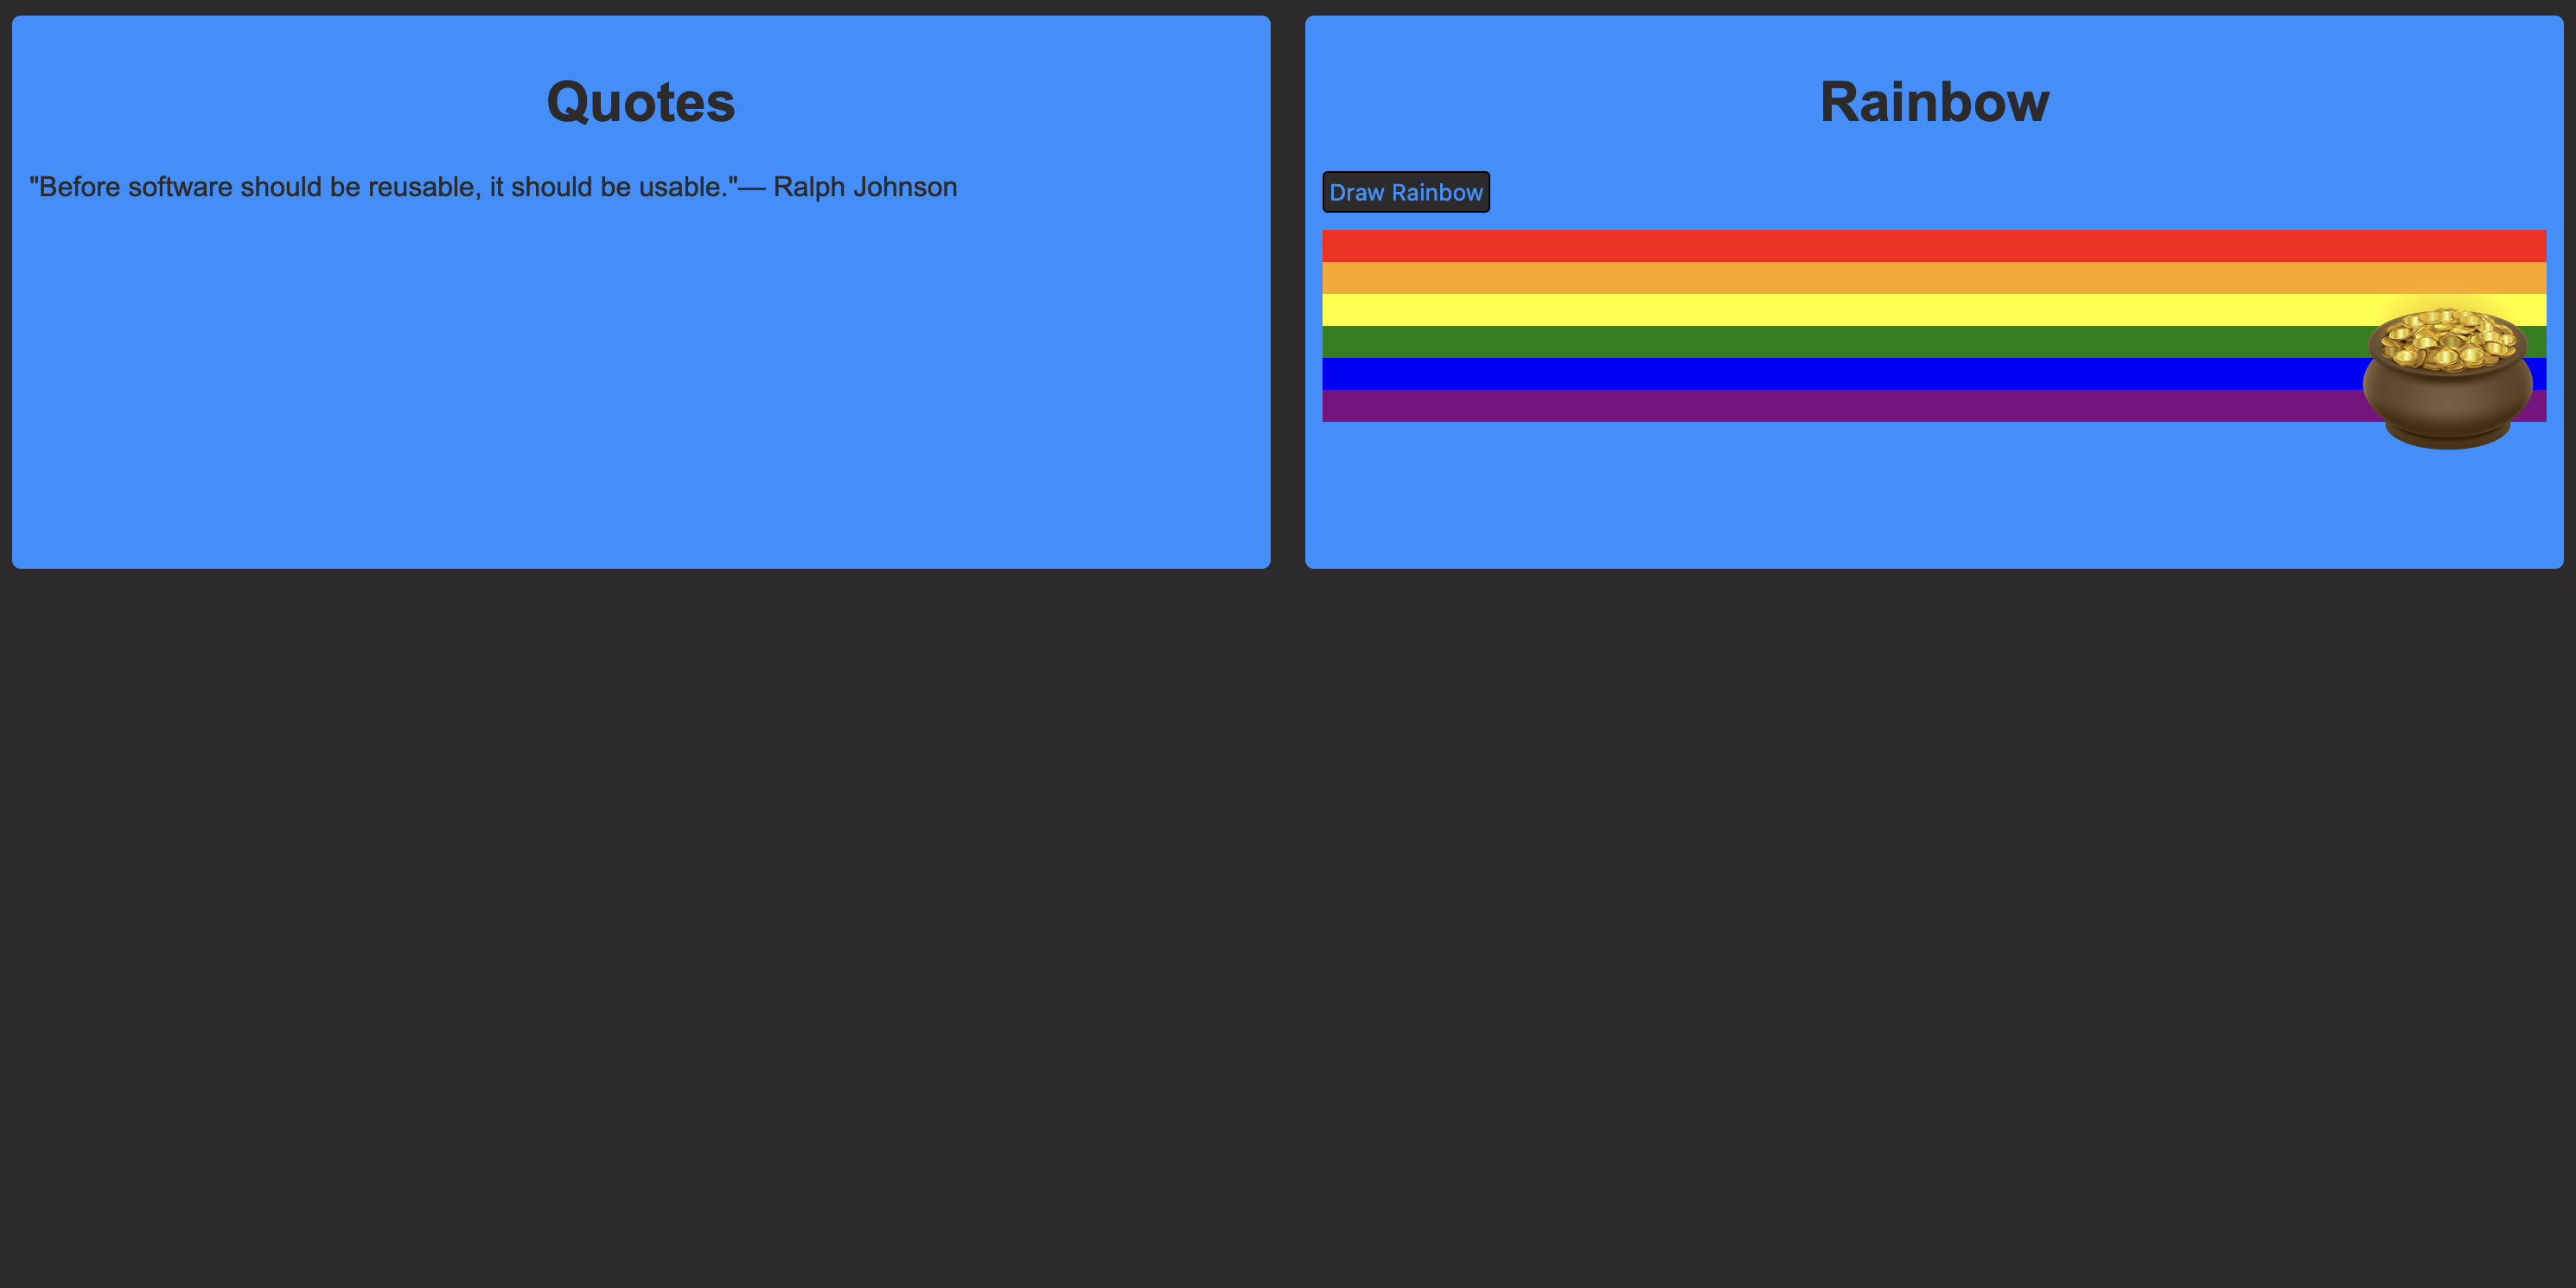 Quotes
"Before software should be reusable, it should be usable."— Ralph Johnson
Rainbow
Draw Rainbow